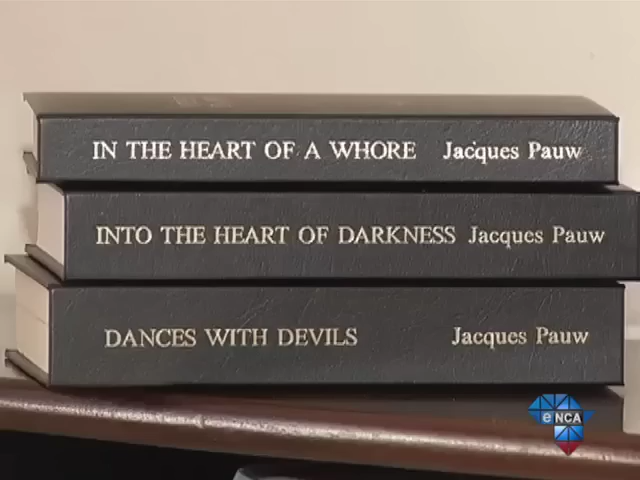 IN THE HEART OF A WHORE Jacques Pauw
INTO THE HEART OF DARKNESS Jacques Pauw
DANCES WITH DEVILS Jacques Pauw
eNCA